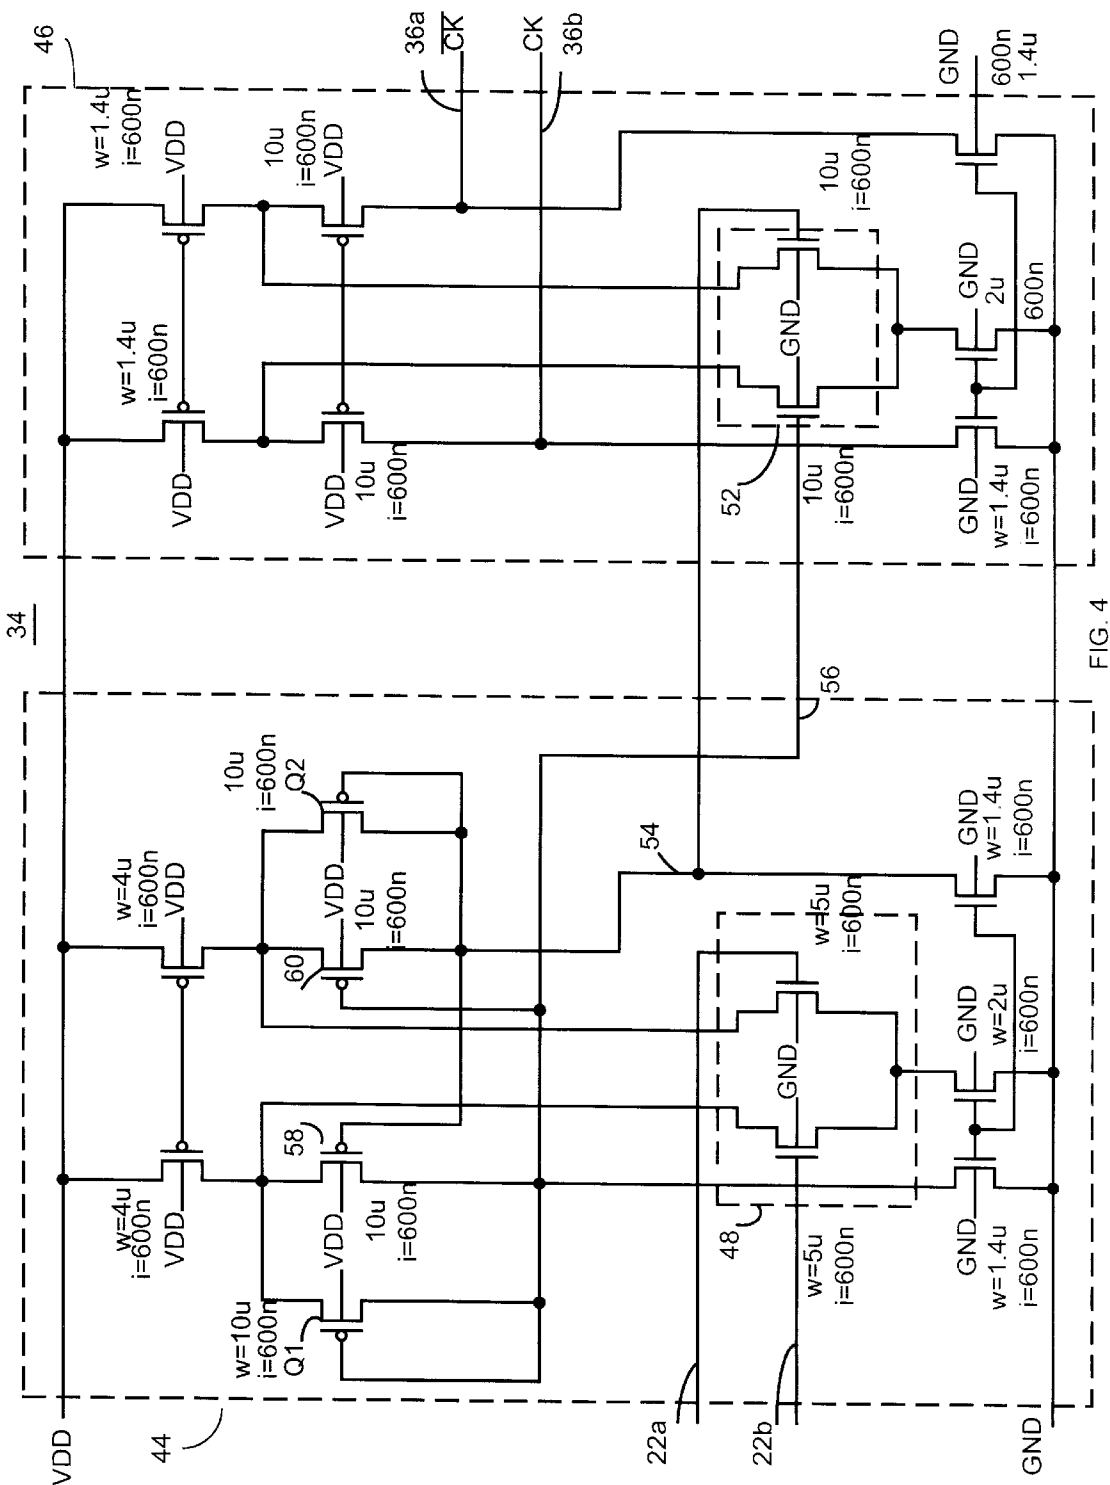 34
46
w=1.4u
i=600n
VDD
w=1.4u
i=600n
VDD
10u
i=600n
VDD
VDD
10u
i=600n
36a
CK
CK
36b
52
10u
i=600n
GND
10u
i=600n
GND
w=1.4u
i=600n
GND
2u
600n
GND
600n
1.4u
FIG. 4
44
VDD
w=4u
i=600n
VDD
w=4u
i=600n
VDD
w=10u
i=600n
Q1
VDD
58
10u
i=600n
60
VDD
10u
i=600n
10u
i=600n
Q2
54
56
22a
22b
48
w=5u
i=600n
GND
w=5u
i=600n
GND
w=1.4u
i=600n
GND
w=2u
i=600n
GND
w=1.4u
i=600n
GND